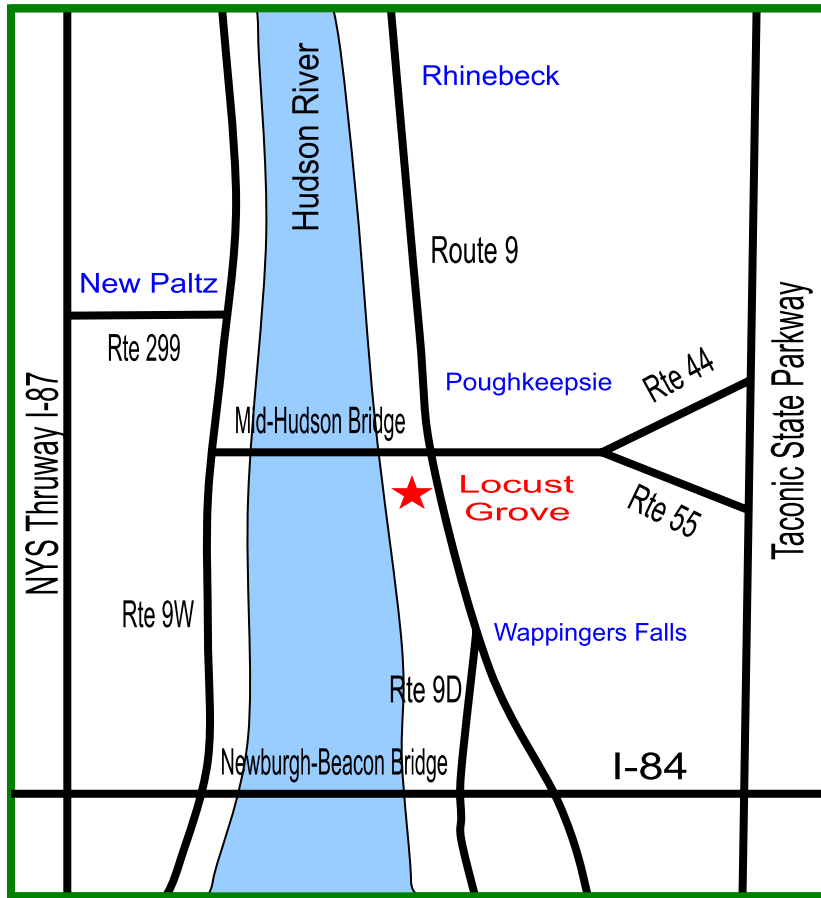 Rhinebeck
Hudson River
Route 9
New Paltz
Rte 299
Taconic State Parkway
Rte 44
Poughkeepsie
NYS Thruway I-87
Mid-Hudson Bridge
Locust
Grove
Rte 55
Rte 9W
Wappingers Falls
Rte 9D
Newburgh-Beacon Bridge
I-84